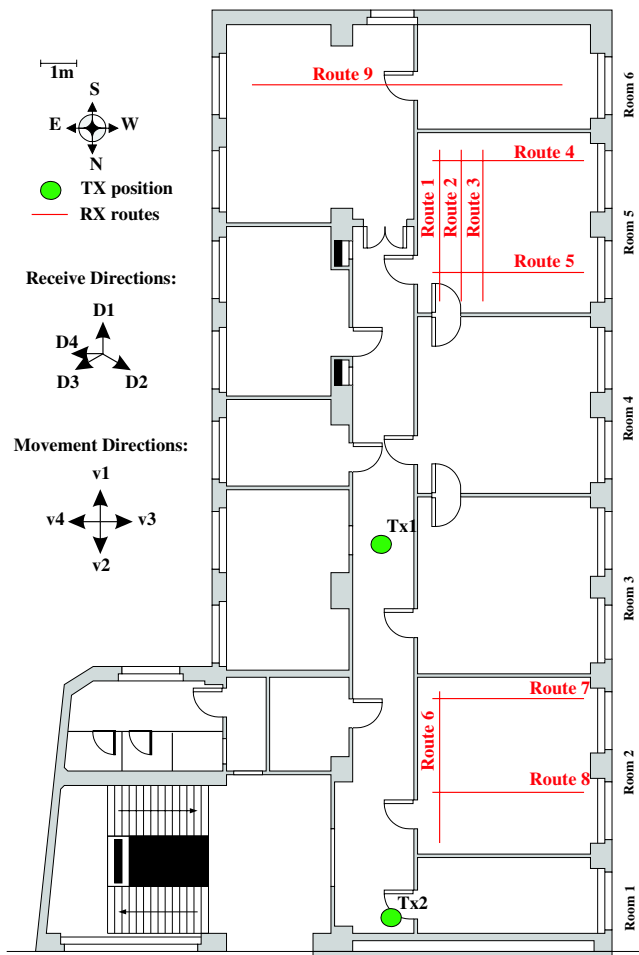 Route 9
1m
S
E
W
N
TX position
RX routes
Room 6
Route 4
Route 1
Route 2
Route 3
Room 5
Receive Directions:
D1
D4
D3
D2
Route 5
Room 4
Movement Directions:
v1
v4
v3
v2
Tx1
Room 3
Route 7
Route 6
Room 2
Route 8
Tx2
Room 1